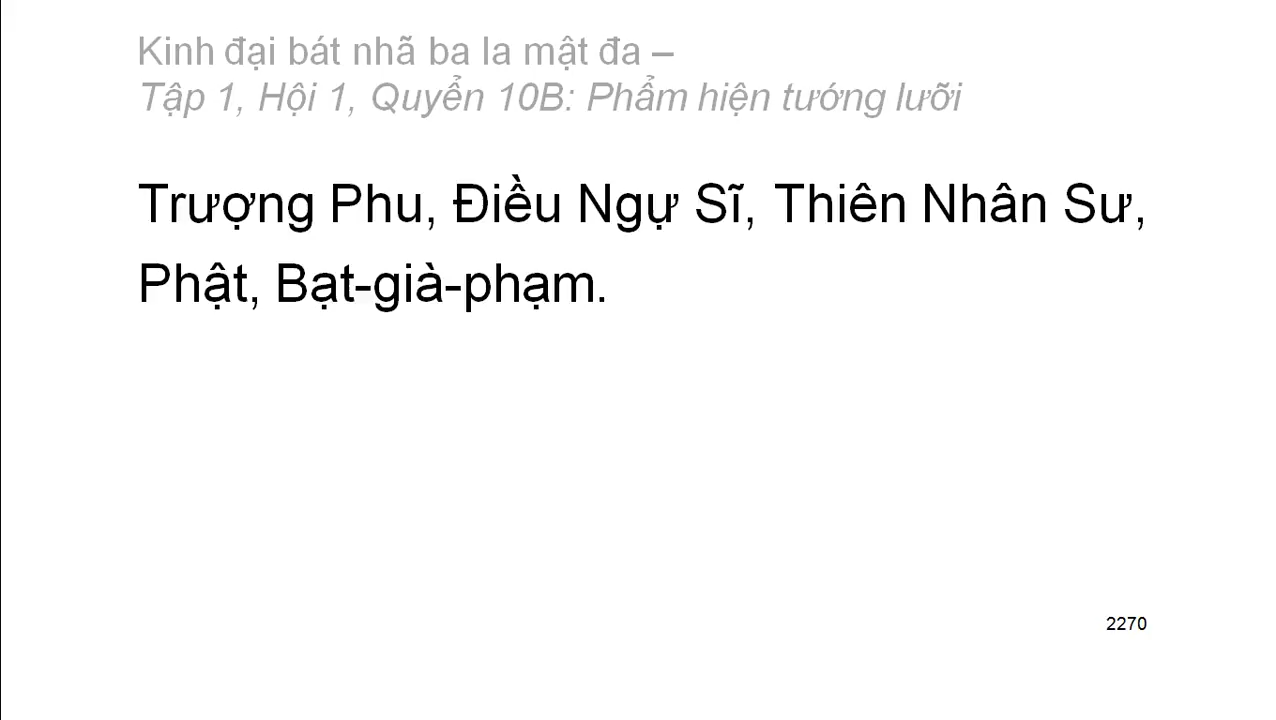 Kinh đại bát nhã ba la mật đa –
Tập 1, Hội 1, Quyển 10B: Phẩm hiện tướng lưỡi
Trượng Phu, Điều Ngự Sĩ, Thiên Nhân Sư,
Phật, Bạt-già-phạm.
2270